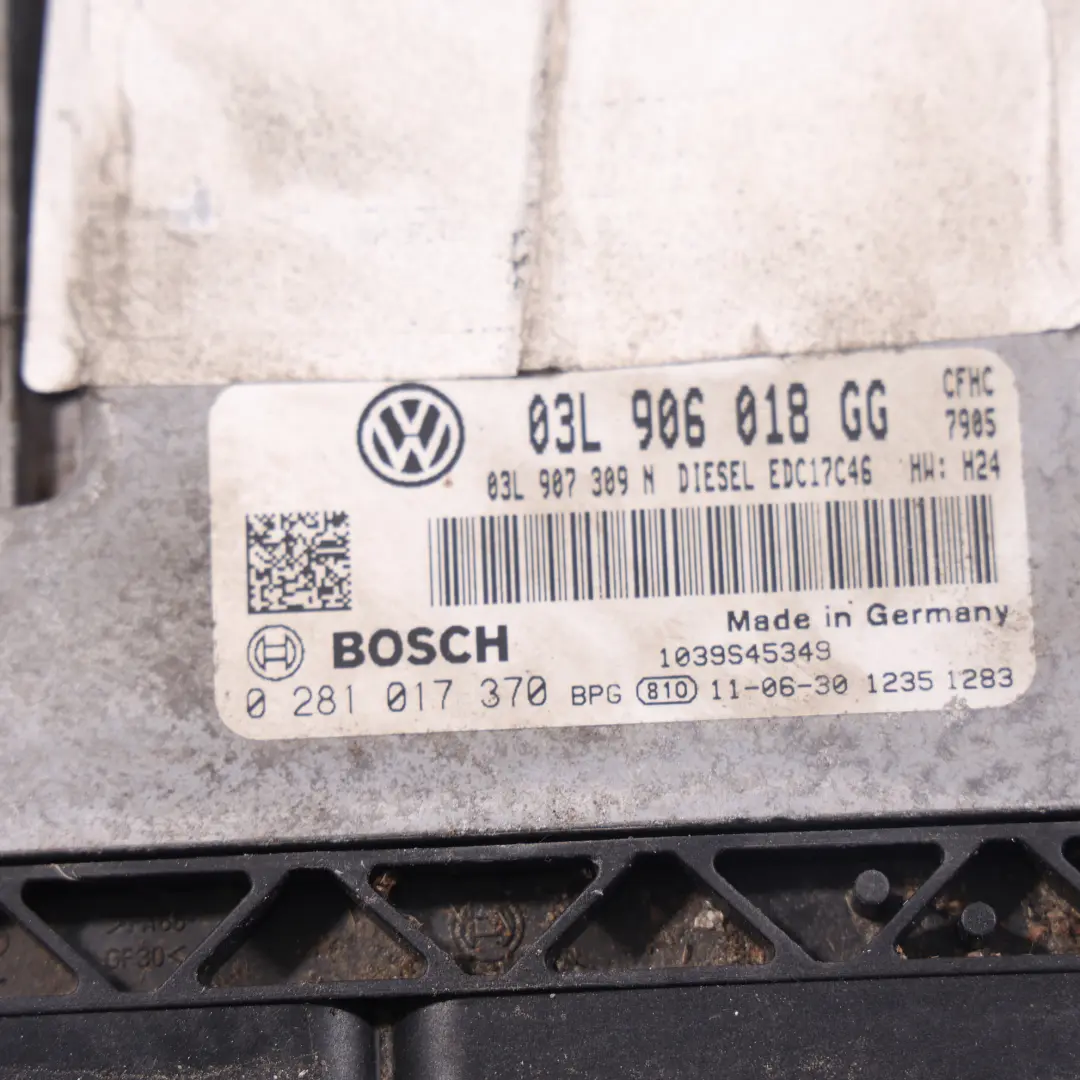 03L 906 018 GG CFHC
7905
03L 907 309 N DIESEL EDC17C46 HW: H24
Made in Germany
BOSCH
1039S45349
0 281 017 370 BPG 810 11-06-30 1235 1283
GF30<